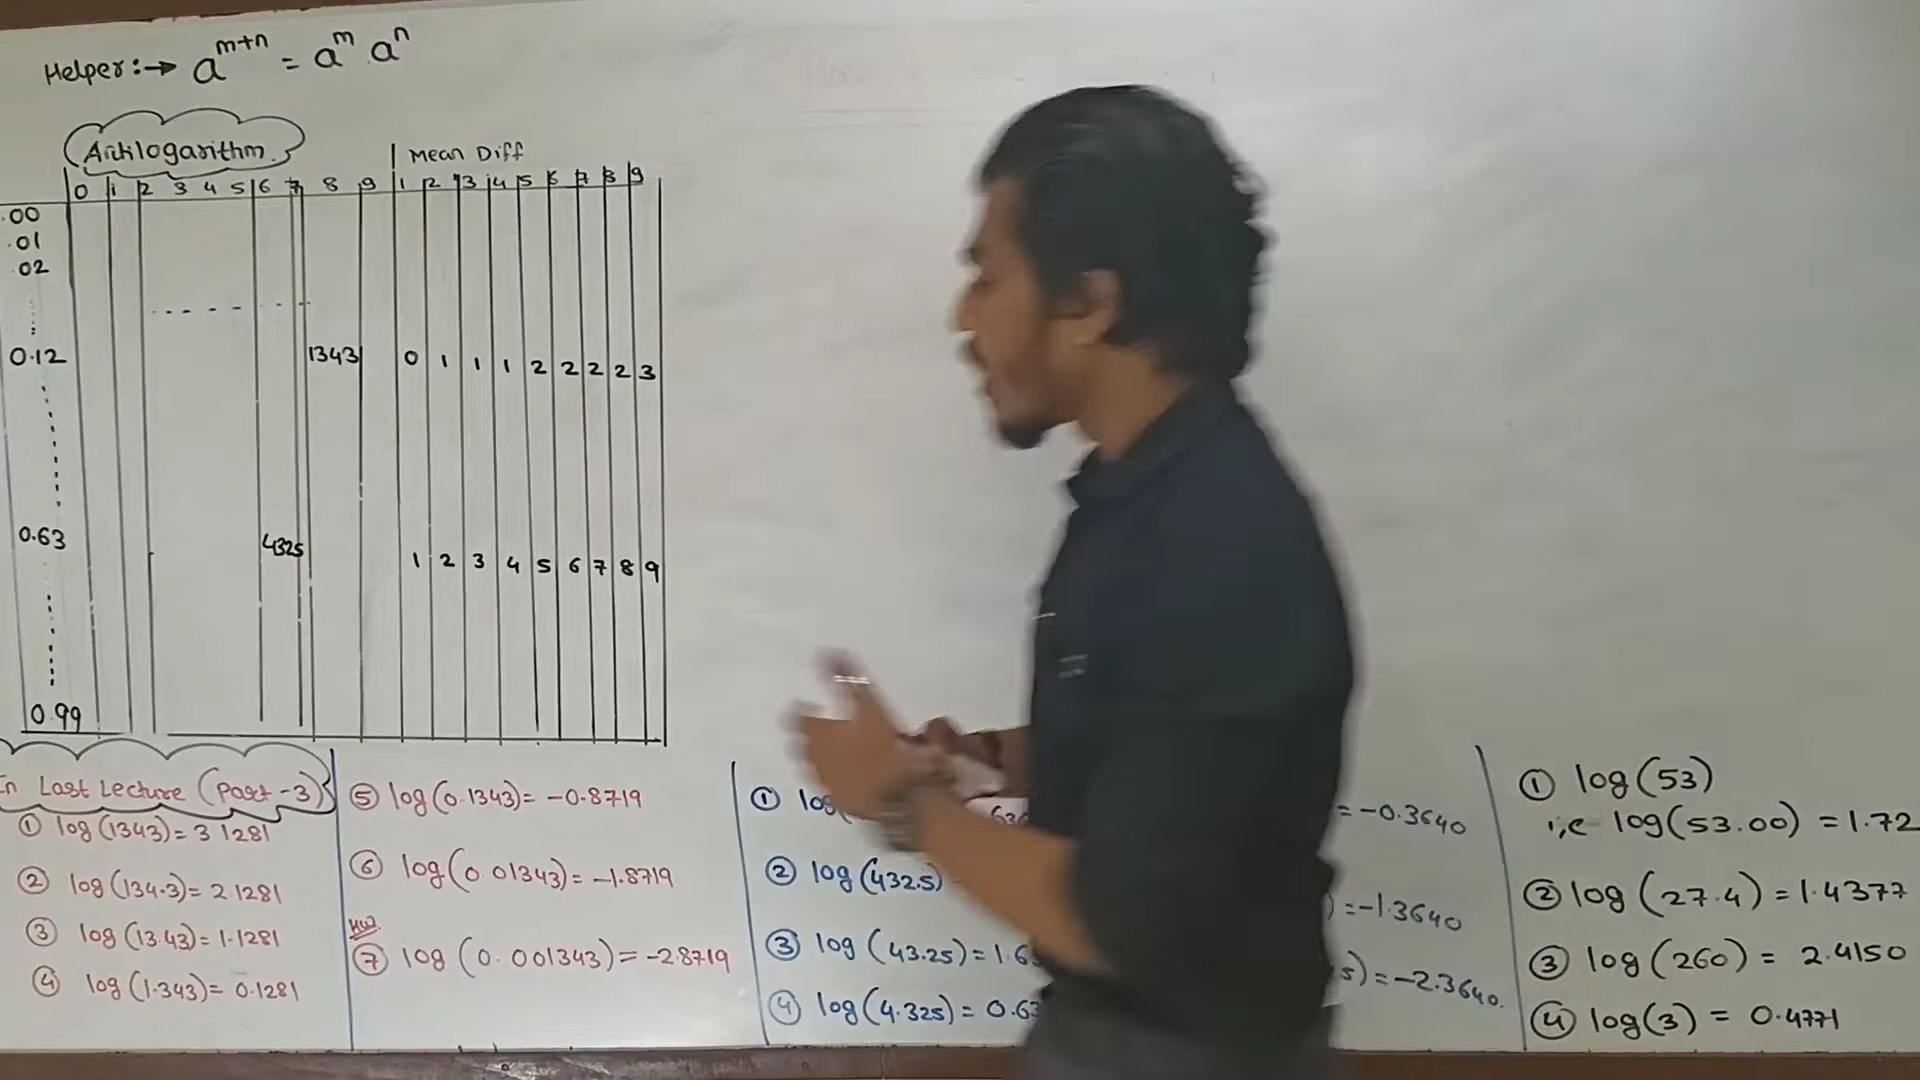 Helper:→ a^{m+n} = a^m . a^n
Antilogarithm.
Mean Diff
0 1 2 3 4 5 6 7 8 9 1 2 3 4 5 6 7 8 9
.00
.01
.02
0.12 1343 0 1 1 1 2 2 2 2 3
0.63 4325 1 2 3 4 5 6 7 8 9
0.99
In Last Lecture (Part-3)
① log(1343)= 3.1281
② log(134.3)= 2.1281
③ log(13.43)= 1.1281
④ log(1.343)= 0.1281
⑤ log(0.1343)= -0.8719
⑥ log(0.01343)= -1.8719
HW.
⑦ log(0.001343)= -2.8719
① log
② log(432.5)
③ log(43.25)= 1.63
④ log(4.325)= 0.63
= -0.3640
)= -1.3640
5)= -2.3640.
① log(53)
i,e log(53.00) = 1.72
② log(27.4) = 1.4377
③ log(260) = 2.4150
④ log(3) = 0.4771